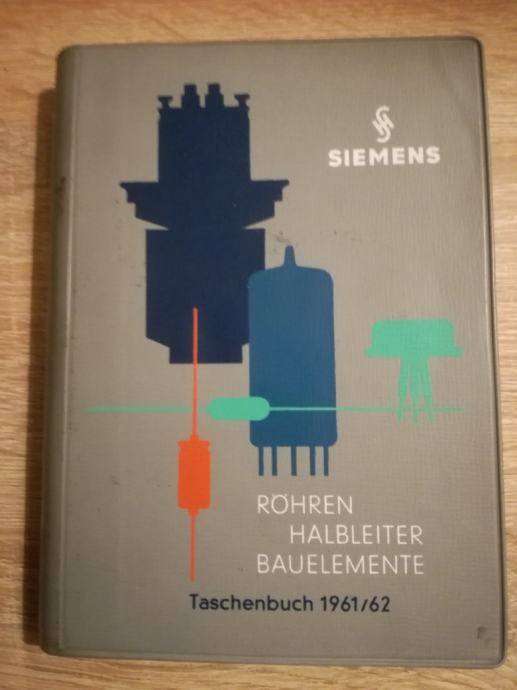 SIEMENS
RÖHREN
HALBLEITER
BAUELEMENTE
Taschenbuch 1961/62